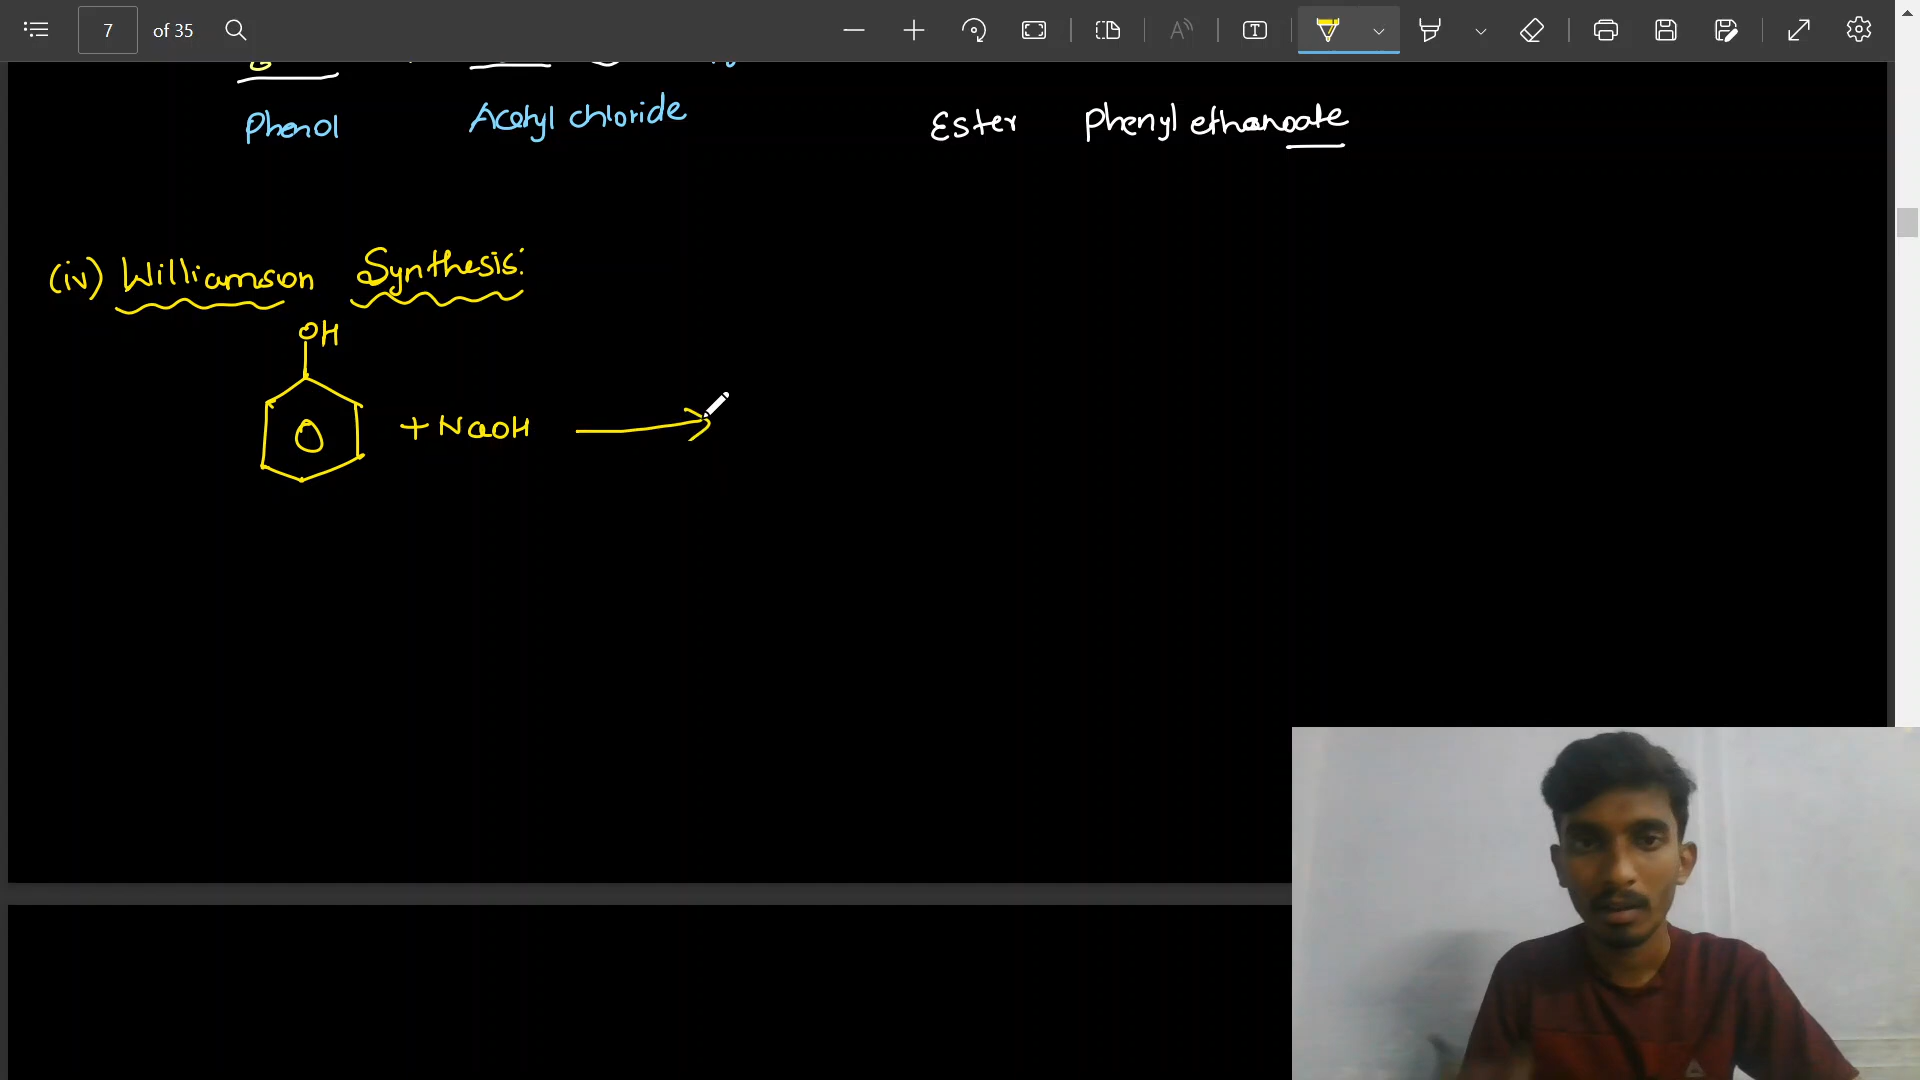 7 of 35
Phenol Acetyl chloride Ester Phenyl ethanoate
(iv) Williamson Synthesis:
OH
+ NaOH